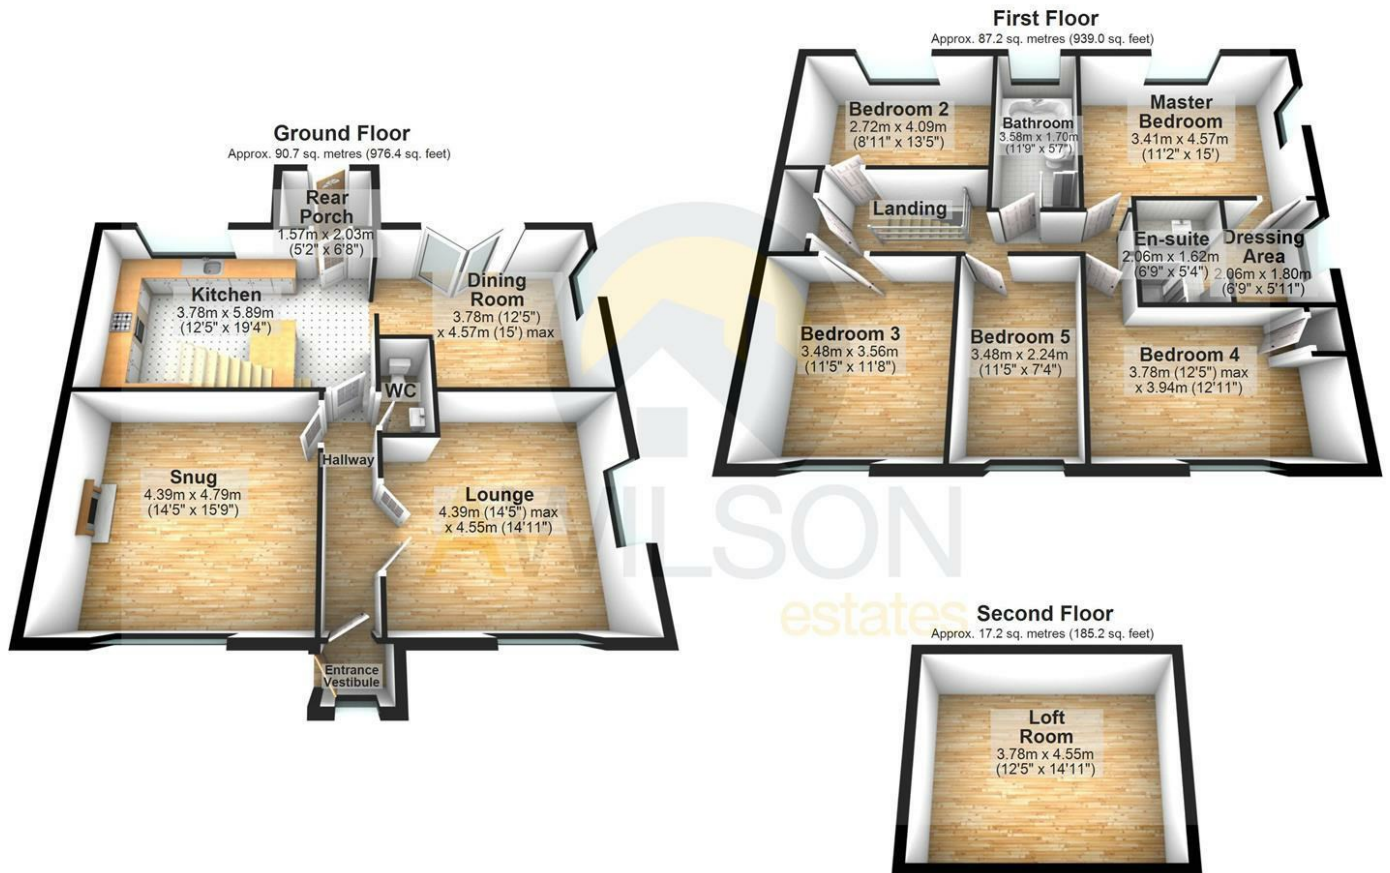 Ground Floor
Approx. 90.7 sq. metres (976.4 sq. feet)
Rear
Porch
1.57m x 2.03m
(5'2" x 6'8")
Kitchen
3.78m x 5.89m
(12'5" x 19'4")
Dining
Room
3.78m (12'5")
x 4.57m (15') max
WC
Snug
4.39m x 4.79m
(14'5" x 15'9")
Hallway
Lounge
4.39m (14'5") max
x 4.55m (14'11")
Entrance
Vestibule
First Floor
Approx. 87.2 sq. metres (939.0 sq. feet)
Bedroom 2
2.72m x 4.09m
(8'11" x 13'5")
Bathroom
3.58m x 1.70m
(11'9" x 5'7")
Master
Bedroom
3.41m x 4.57m
(11'2" x 15')
Landing
En-suite
2.06m x 1.62m
(6'9" x 5'4")
Dressing
Area
2.06m x 1.80m
(6'9" x 5'11")
Bedroom 3
3.48m x 3.56m
(11'5" x 11'8")
Bedroom 5
3.48m x 2.24m
(11'5" x 7'4")
Bedroom 4
3.78m (12'5") max
x 3.94m (12'11")
AWILSON
estates
Second Floor
Approx. 17.2 sq. metres (185.2 sq. feet)
Loft
Room
3.78m x 4.55m
(12'5" x 14'11")